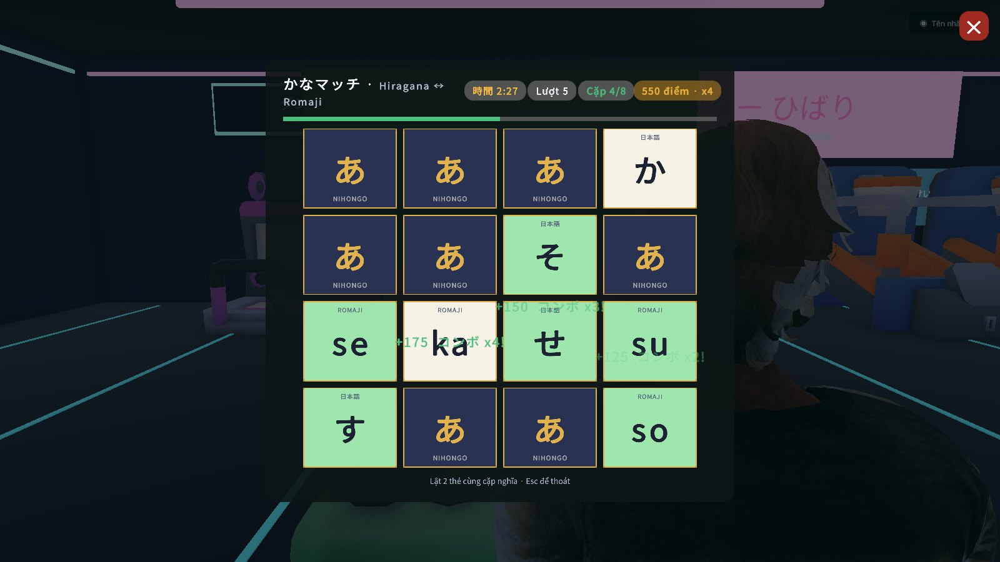 Tên nhâ
かなマッチ · Hiragana ↔
Romaji
時間 2:27
Lượt 5
Cặp 4/8
550 điểm · x4
ー ひばり
あ
NIHONGO
あ
NIHONGO
あ
NIHONGO
日本語
か
あ
NIHONGO
あ
NIHONGO
日本語
そ
あ
NIHONGO
ROMAJI
se
ROMAJI
ka
日本語
せ
ROMAJI
su
+150 コンボ x3!
+175 コンボ x4!
+125 コンボ x2!
日本語
す
あ
NIHONGO
あ
NIHONGO
ROMAJI
so
Lật 2 thẻ cùng cặp nghĩa · Esc để thoát